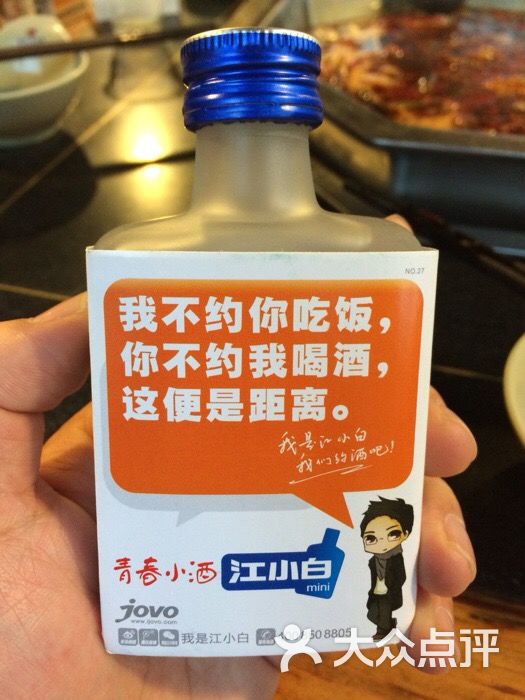 NO.27
我不约你吃饭，
你不约我喝酒，
这便是距离。
我是江小白
我们约酒吧！
青春小酒
江小白
mini
jovo
www.ijovo.com
我是江小白
大众点评